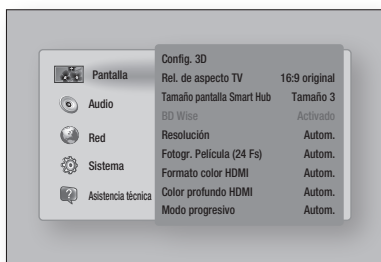 Pantalla
Audio
Red
Sistema
Asistencia técnica
Config. 3D
Rel. de aspecto TV 16:9 original
Tamaño pantalla Smart Hub Tamaño 3
BD Wise Activado
Resolución Autom.
Fotogr. Película (24 Fs) Autom.
Formato color HDMI Autom.
Color profundo HDMI Autom.
Modo progresivo Autom.